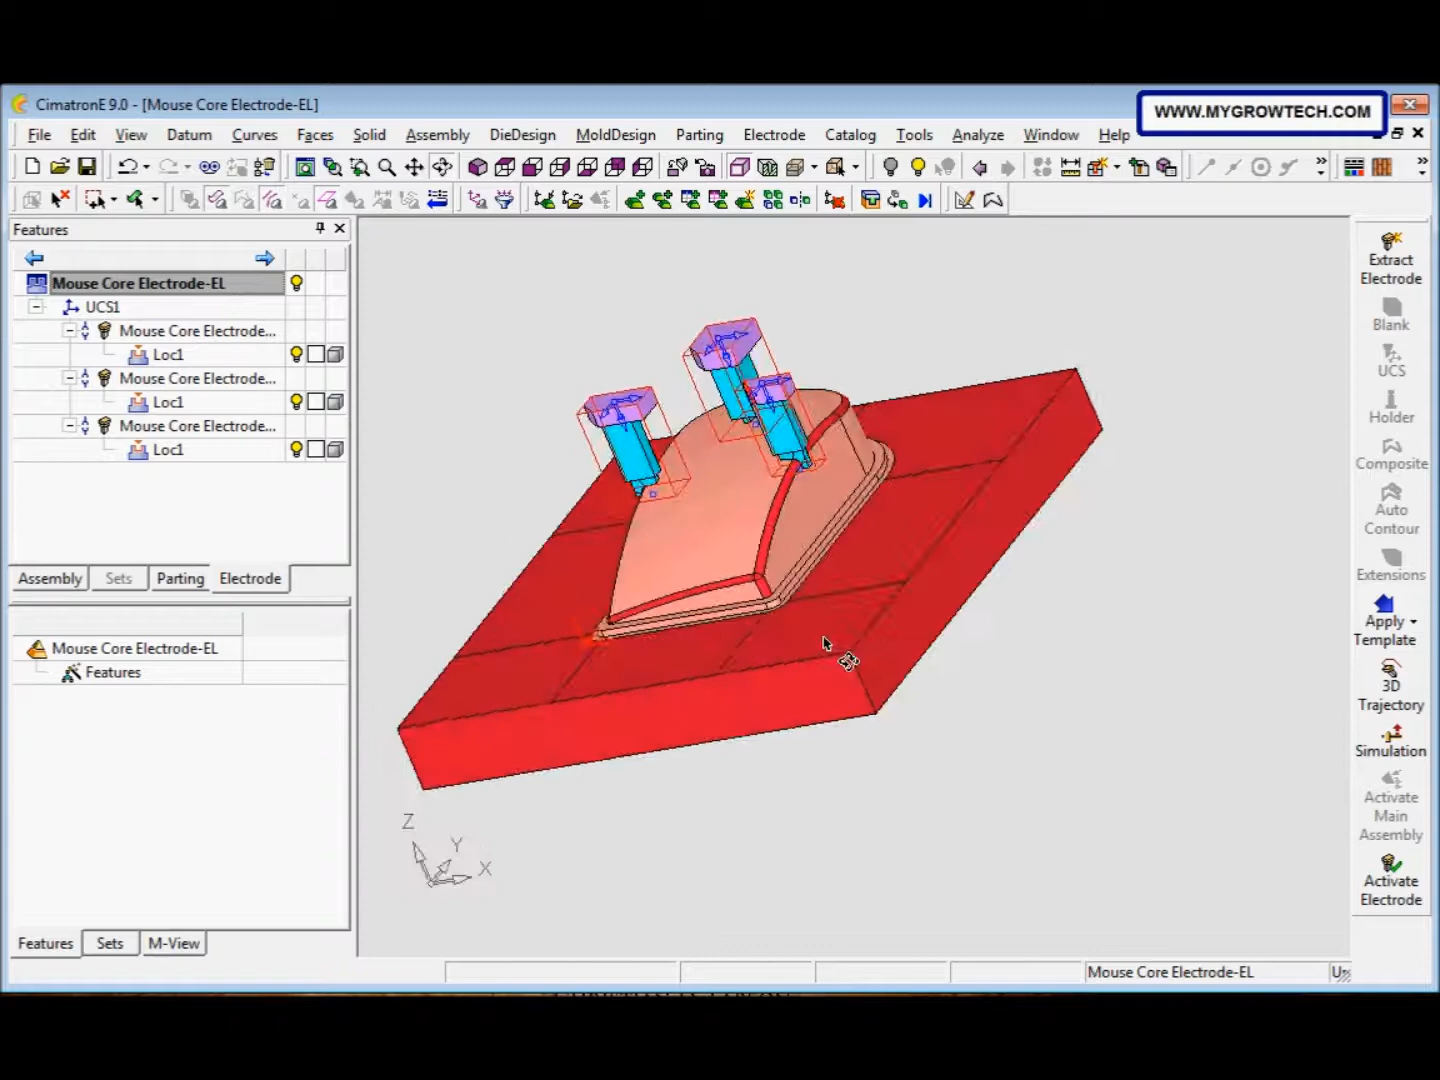 CimatronE 9.0 - [Mouse Core Electrode-EL]
WWW.MYGROWTECH.COM
File Edit View Datum Curves Faces Solid Assembly DieDesign MoldDesign Parting Electrode Catalog Tools Analyze Window Help
Features
Mouse Core Electrode-EL
UCS1
Mouse Core Electrode...
Loc1
Mouse Core Electrode...
Loc1
Mouse Core Electrode...
Loc1
Assembly Sets Parting Electrode
Mouse Core Electrode-EL
Features
Features Sets M-View
Z
Y
X
Extract
Electrode
Blank
UCS
Holder
Composite
Auto
Contour
Extensions
Apply
Template
3D
Trajectory
Simulation
Activate
Main
Assembly
Activate
Electrode
Mouse Core Electrode-EL